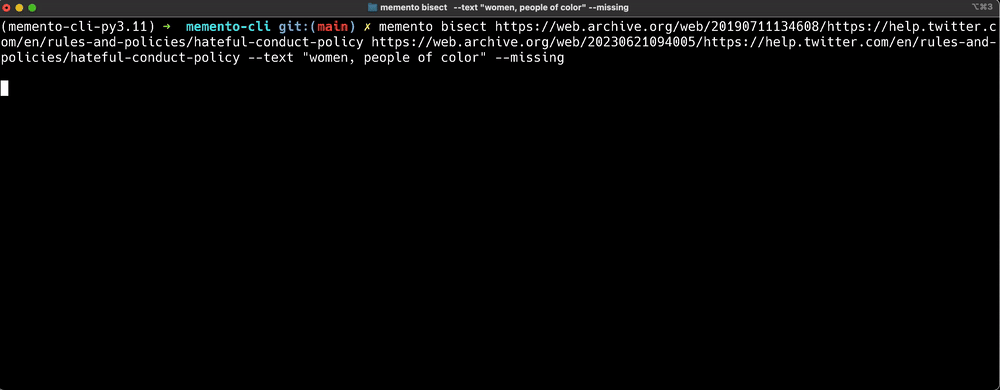 memento bisect --text "women, people of color" --missing
⌥⌘3
(memento-cli-py3.11) ➜  memento-cli git:(main) ✗ memento bisect https://web.archive.org/web/20190711134608/https://help.twitter.c
om/en/rules-and-policies/hateful-conduct-policy https://web.archive.org/web/20230621094005/https://help.twitter.com/en/rules-and-
policies/hateful-conduct-policy --text "women, people of color" --missing